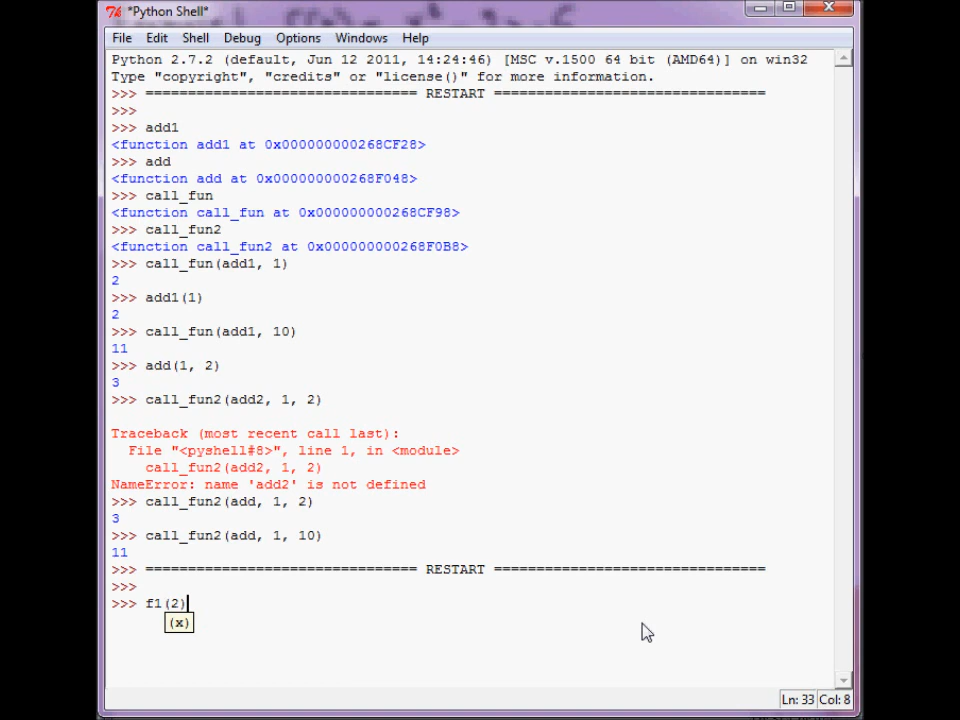 *Python Shell*
File Edit Shell Debug Options Windows Help
Python 2.7.2 (default, Jun 12 2011, 14:24:46) [MSC v.1500 64 bit (AMD64)] on win32
Type "copyright", "credits" or "license()" for more information.
>>> ================================ RESTART ================================
>>>
>>> add1
<function add1 at 0x000000000268CF28>
>>> add
<function add at 0x000000000268F048>
>>> call_fun
<function call_fun at 0x000000000268CF98>
>>> call_fun2
<function call_fun2 at 0x000000000268F0B8>
>>> call_fun(add1, 1)
2
>>> add1(1)
2
>>> call_fun(add1, 10)
11
>>> add(1, 2)
3
>>> call_fun2(add2, 1, 2)
Traceback (most recent call last):
File "<pyshell#8>", line 1, in <module>
call_fun2(add2, 1, 2)
NameError: name 'add2' is not defined
>>> call_fun2(add, 1, 2)
3
>>> call_fun2(add, 1, 10)
11
>>> ================================ RESTART ================================
>>>
>>> f1(2)
(x)
Ln: 33 Col: 8